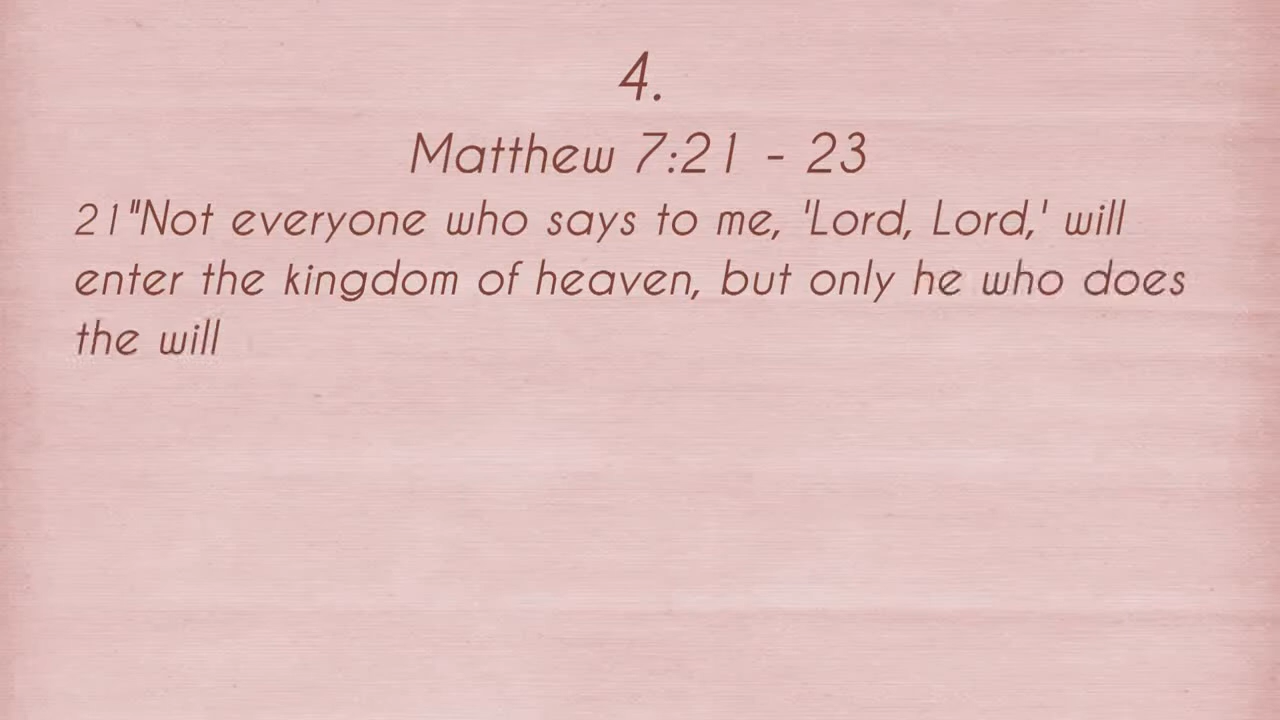 4.
Matthew 7:21 - 23
21"Not everyone who says to me, 'Lord, Lord,' will
enter the kingdom of heaven, but only he who does
the will